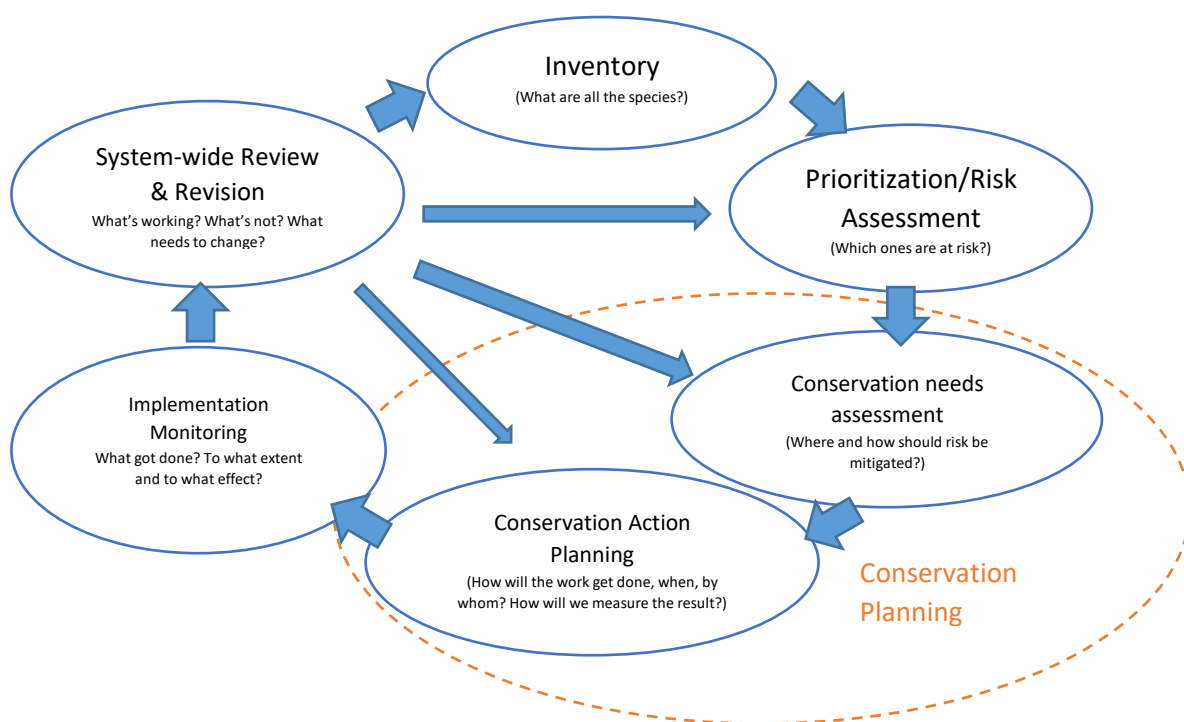 Inventory
(What are all the species?)
System-wide Review
& Revision
What's working? What's not? What
needs to change?
Prioritization/Risk
Assessment
(Which ones are at risk?)
Conservation needs
assessment
(Where and how should risk be
mitigated?)
Implementation
Monitoring
What got done? To what extent
and to what effect?
Conservation Action
Planning
(How will the work get done, when, by
whom? How will we measure the result?)
Conservation
Planning